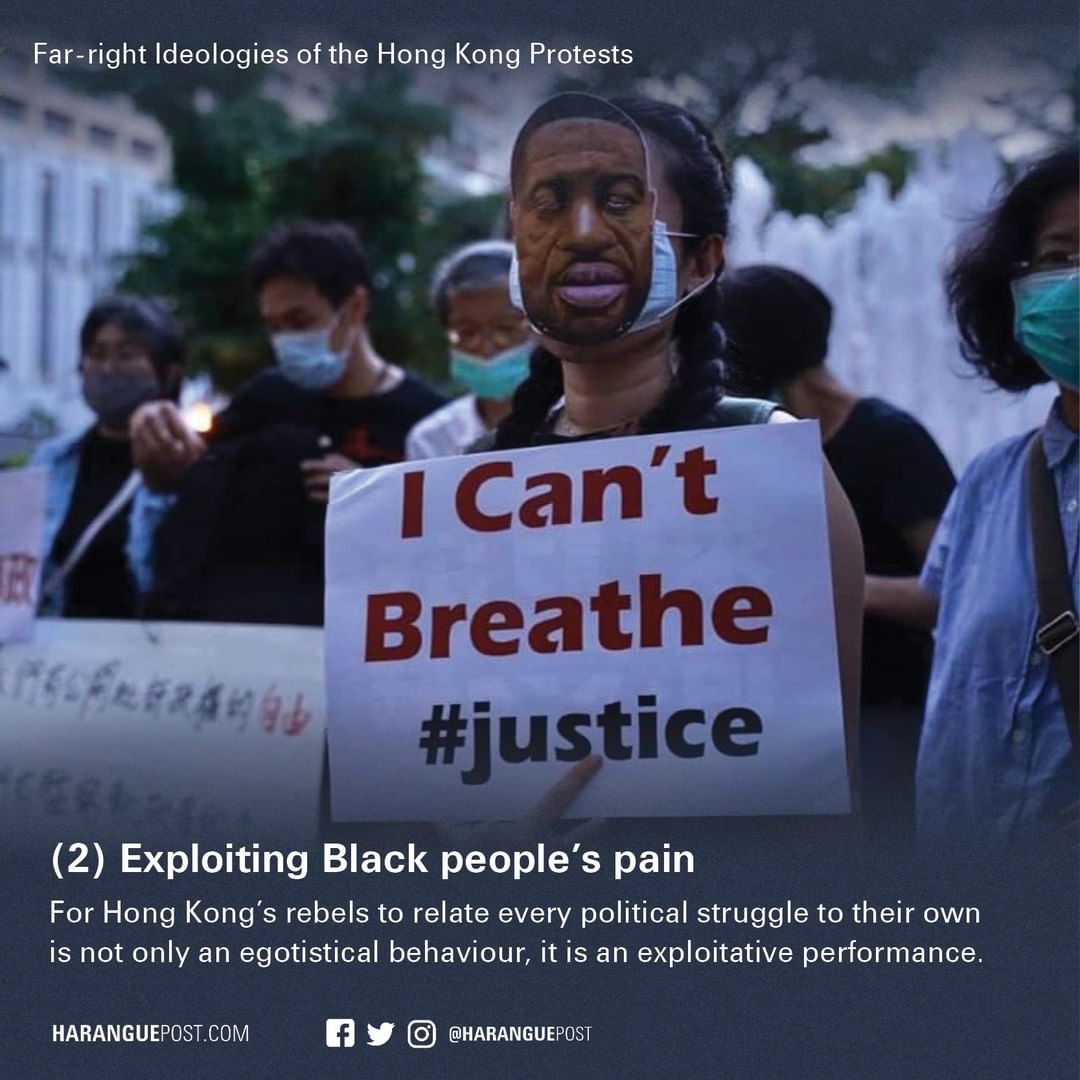 Far-right Ideologies of the Hong Kong Protests
I Can't
Breathe
#justice
自由
(2) Exploiting Black people's pain
For Hong Kong's rebels to relate every political struggle to their own
is not only an egotistical behaviour, it is an exploitative performance.
HARANGUEPOST.COM
@HARANGUEPOST